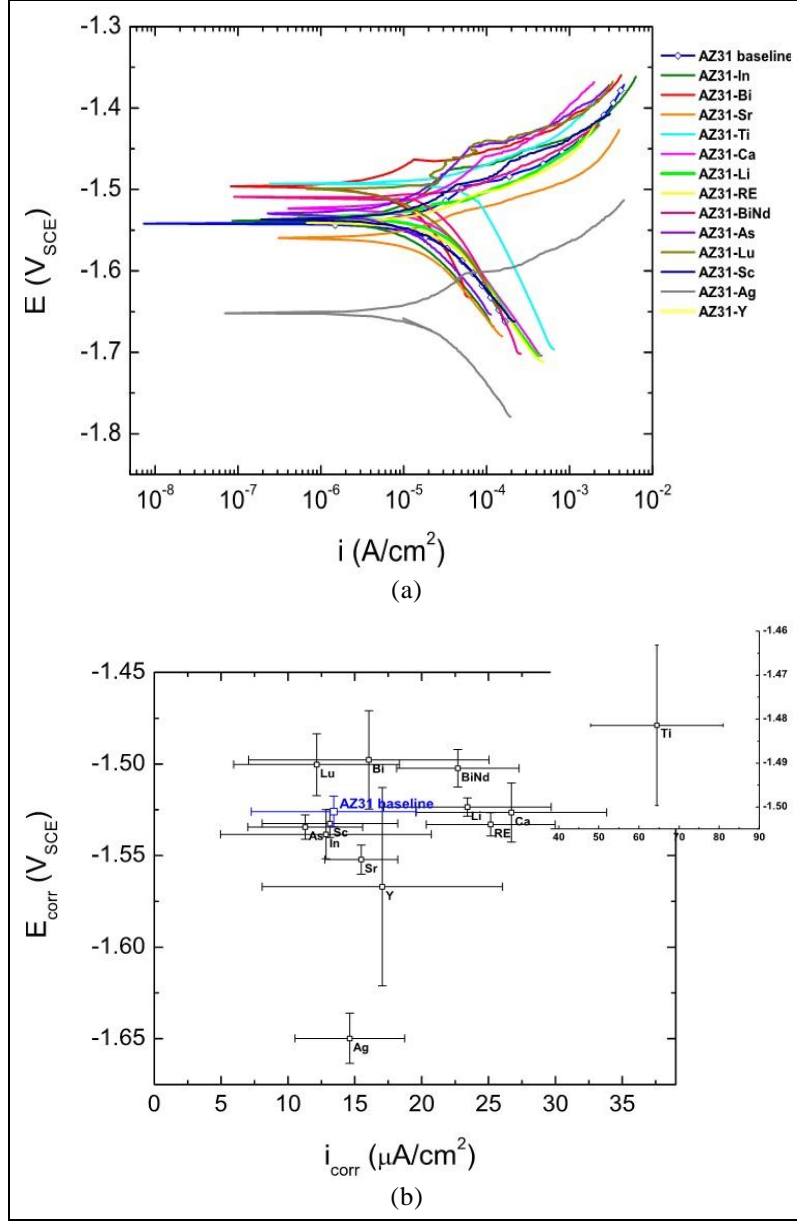 -1.3
-1.4
-1.5
-1.6
-1.7
-1.8
E (V_SCE)
10^-8 10^-7 10^-6 10^-5 10^-4 10^-3 10^-2
i (A/cm^2)
AZ31 baseline
AZ31-In
AZ31-Bi
AZ31-Sr
AZ31-Ti
AZ31-Ca
AZ31-Li
AZ31-RE
AZ31-BiNd
AZ31-As
AZ31-Lu
AZ31-Sc
AZ31-Ag
AZ31-Y
(a)
-1.45
-1.50
-1.55
-1.60
-1.65
E_corr (V_SCE)
Lu
Bi
BiNd
AZ31 baseline
Li
Ca
As
Sc
RE
In
Sr
Y
Ag
-1.46
-1.47
-1.48
-1.49
-1.50
Ti
40 50 60 70 80 90
0 5 10 15 20 25 30 35
i_corr (μA/cm^2)
(b)